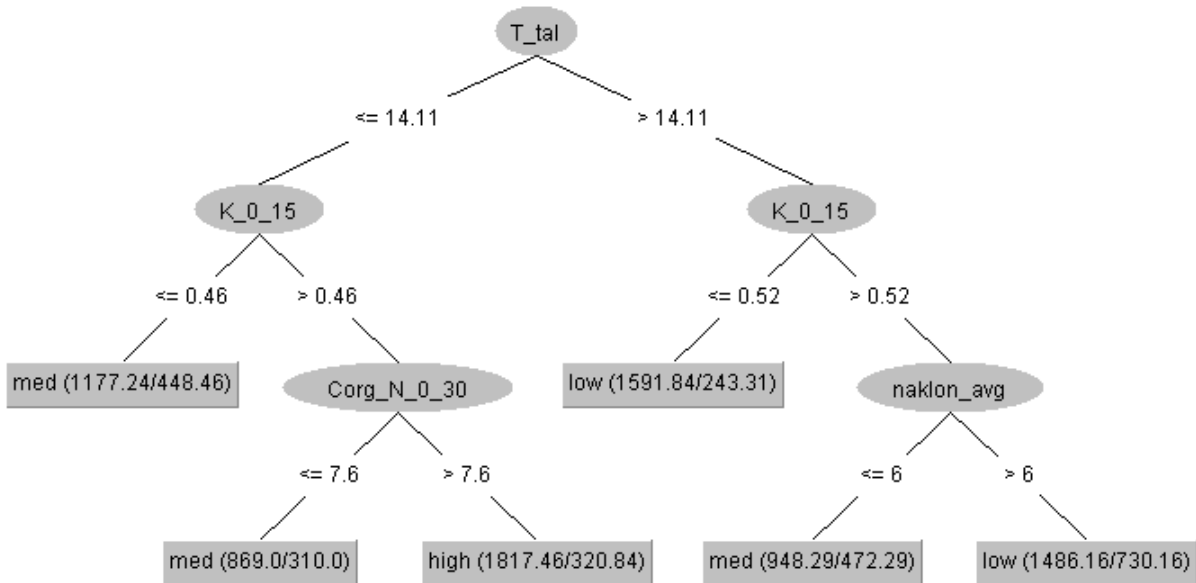 T_tal
<= 14.11
> 14.11
K_0_15
K_0_15
<= 0.46
> 0.46
<= 0.52
> 0.52
med (1177.24/448.46)
Corg_N_0_30
low (1591.84/243.31)
naklon_avg
<= 7.6
> 7.6
<= 6
> 6
med (869.0/310.0)
high (1817.46/320.84)
med (948.29/472.29)
low (1486.16/730.16)